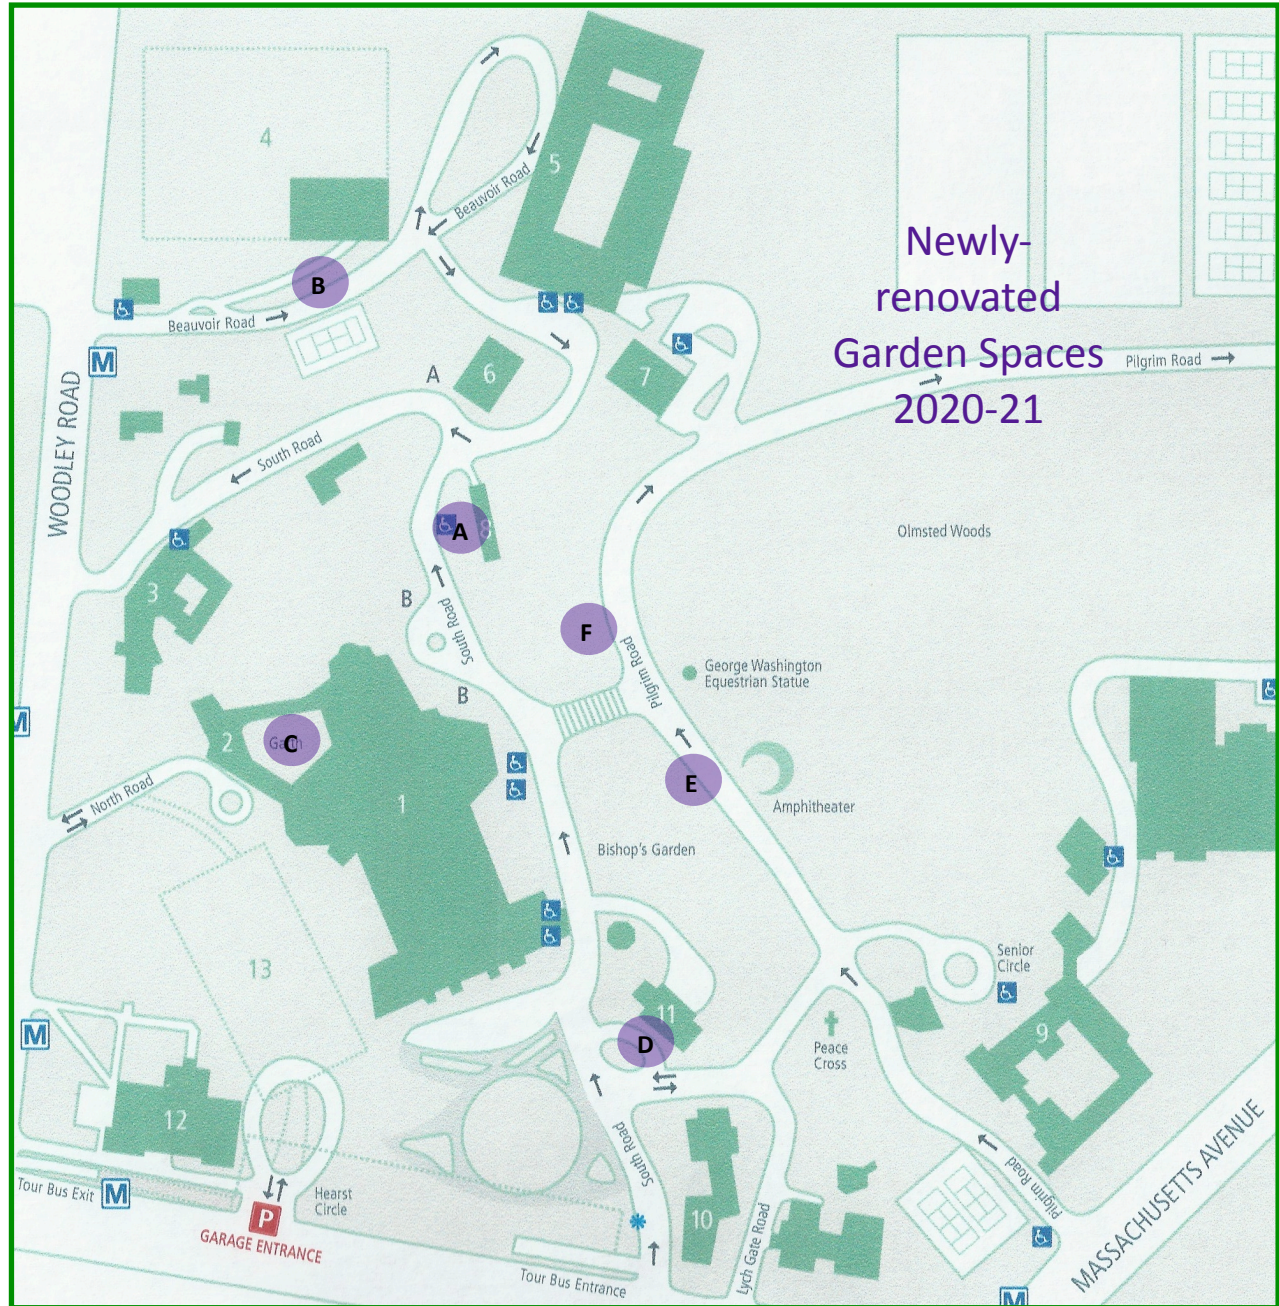 4
5
Beauvoir Road
Newly-
renovated
Garden Spaces
2020-21
B
Beauvoir Road
M
A
6
7
Pilgrim Road
WOODLEY ROAD
South Road
A
8
Olmsted Woods
3
B
South Road
F
Pilgrim Road
George Washington
Equestrian Statue
B
M
2
C
North Road
1
E
Amphitheater
Bishop's Garden
Senior
Circle
13
M
11
D
9
Peace
Cross
12
South Road
Pilgrim Road
MASSACHUSETTS AVENUE
Tour Bus Exit
M
Hearst
Circle
P
GARAGE ENTRANCE
10
Lych Gate Road
Tour Bus Entrance
M